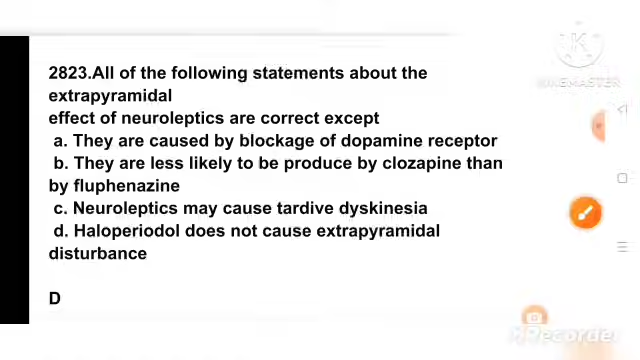 2823.All of the following statements about the
extrapyramidal
effect of neuroleptics are correct except
a. They are caused by blockage of dopamine receptor
b. They are less likely to be produce by clozapine than
by fluphenazine
c. Neuroleptics may cause tardive dyskinesia
d. Haloperiodol does not cause extrapyramidal
disturbance
D
K
KINEMASTER
Recorder